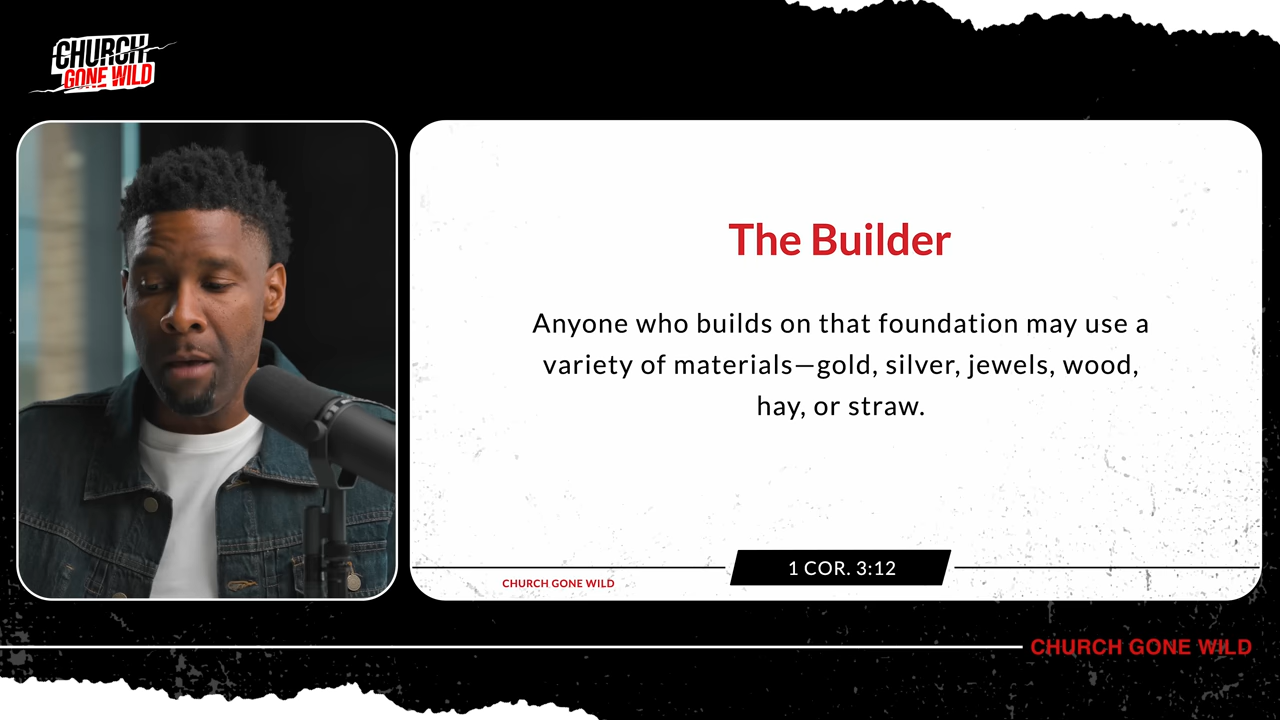 CHURCH
GONE WILD
The Builder
Anyone who builds on that foundation may use a
variety of materials—gold, silver, jewels, wood,
hay, or straw.
1 COR. 3:12
CHURCH GONE WILD
CHURCH GONE WILD